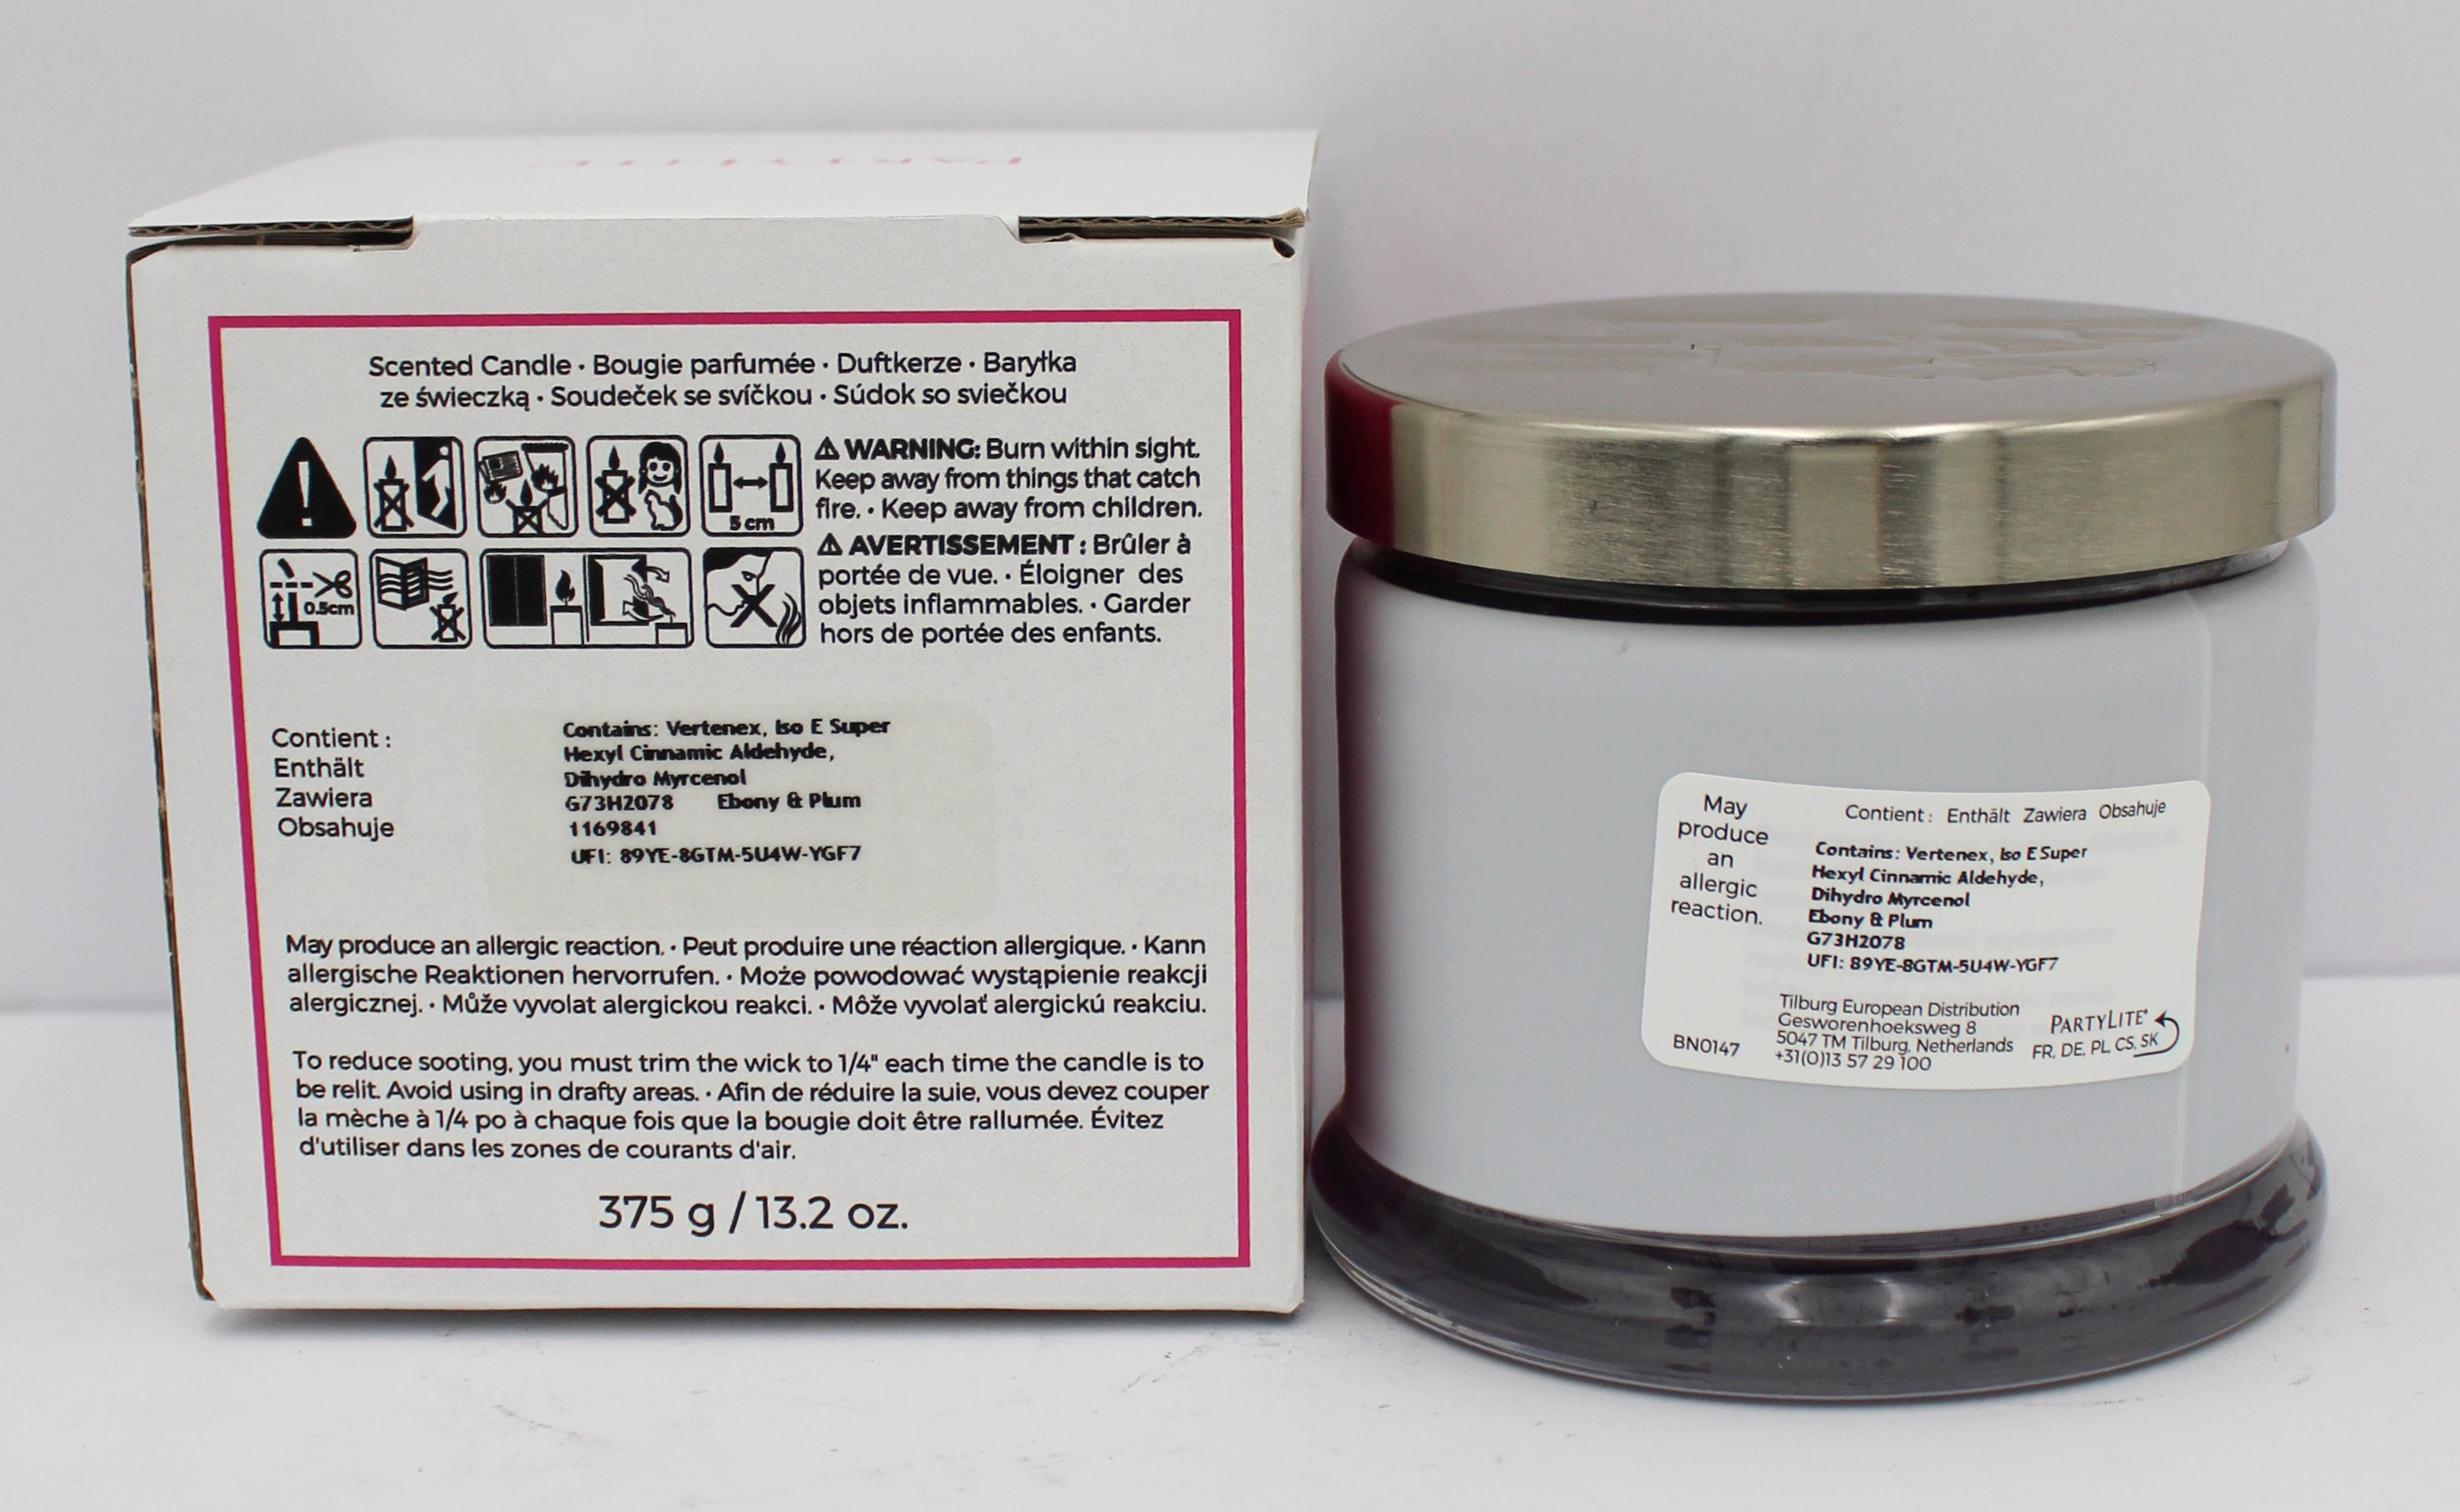 PARTYLITE
Scented Candle • Bougie parfumée • Duftkerze • Baryłka
ze świeczką • Soudeček se svíčkou • Súdok so sviečkou
5 cm
0.5cm
⚠ WARNING: Burn within sight.
Keep away from things that catch
fire. • Keep away from children.
⚠ AVERTISSEMENT : Brûler à
portée de vue. • Éloigner des
objets inflammables. • Garder
hors de portée des enfants.
Contient :
Enthält
Zawiera
Obsahuje
Contains: Vertenex, Iso E Super
Hexyl Cinnamic Aldehyde,
Dihydro Myrcenol
G73H2078 Ebony & Plum
1169841
UFI: 89YE-8GTM-5U4W-YGF7
May produce an allergic reaction. • Peut produire une réaction allergique. • Kann
allergische Reaktionen hervorrufen. • Może powodować wystąpienie reakcji
alergicznej. • Může vyvolat alergickou reakci. • Môže vyvolať alergickú reakciu.
To reduce sooting, you must trim the wick to 1/4" each time the candle is to
be relit. Avoid using in drafty areas. • Afin de réduire la suie, vous devez couper
la mèche à 1/4 po à chaque fois que la bougie doit être rallumée. Évitez
d'utiliser dans les zones de courants d'air.
375 g / 13.2 oz.
May
produce
an
allergic
reaction.
Contient : Enthält Zawiera Obsahuje
Contains: Vertenex, Iso E Super
Hexyl Cinnamic Aldehyde,
Dihydro Myrcenol
Ebony & Plum
G73H2078
UFI: 89YE-8GTM-5U4W-YGF7
BN0147
Tilburg European Distribution
Gesworenhoeksweg 8
5047 TM Tilburg, Netherlands
+31(0)13 57 29 100
PARTYLITE®
FR, DE, PL, CS, SK